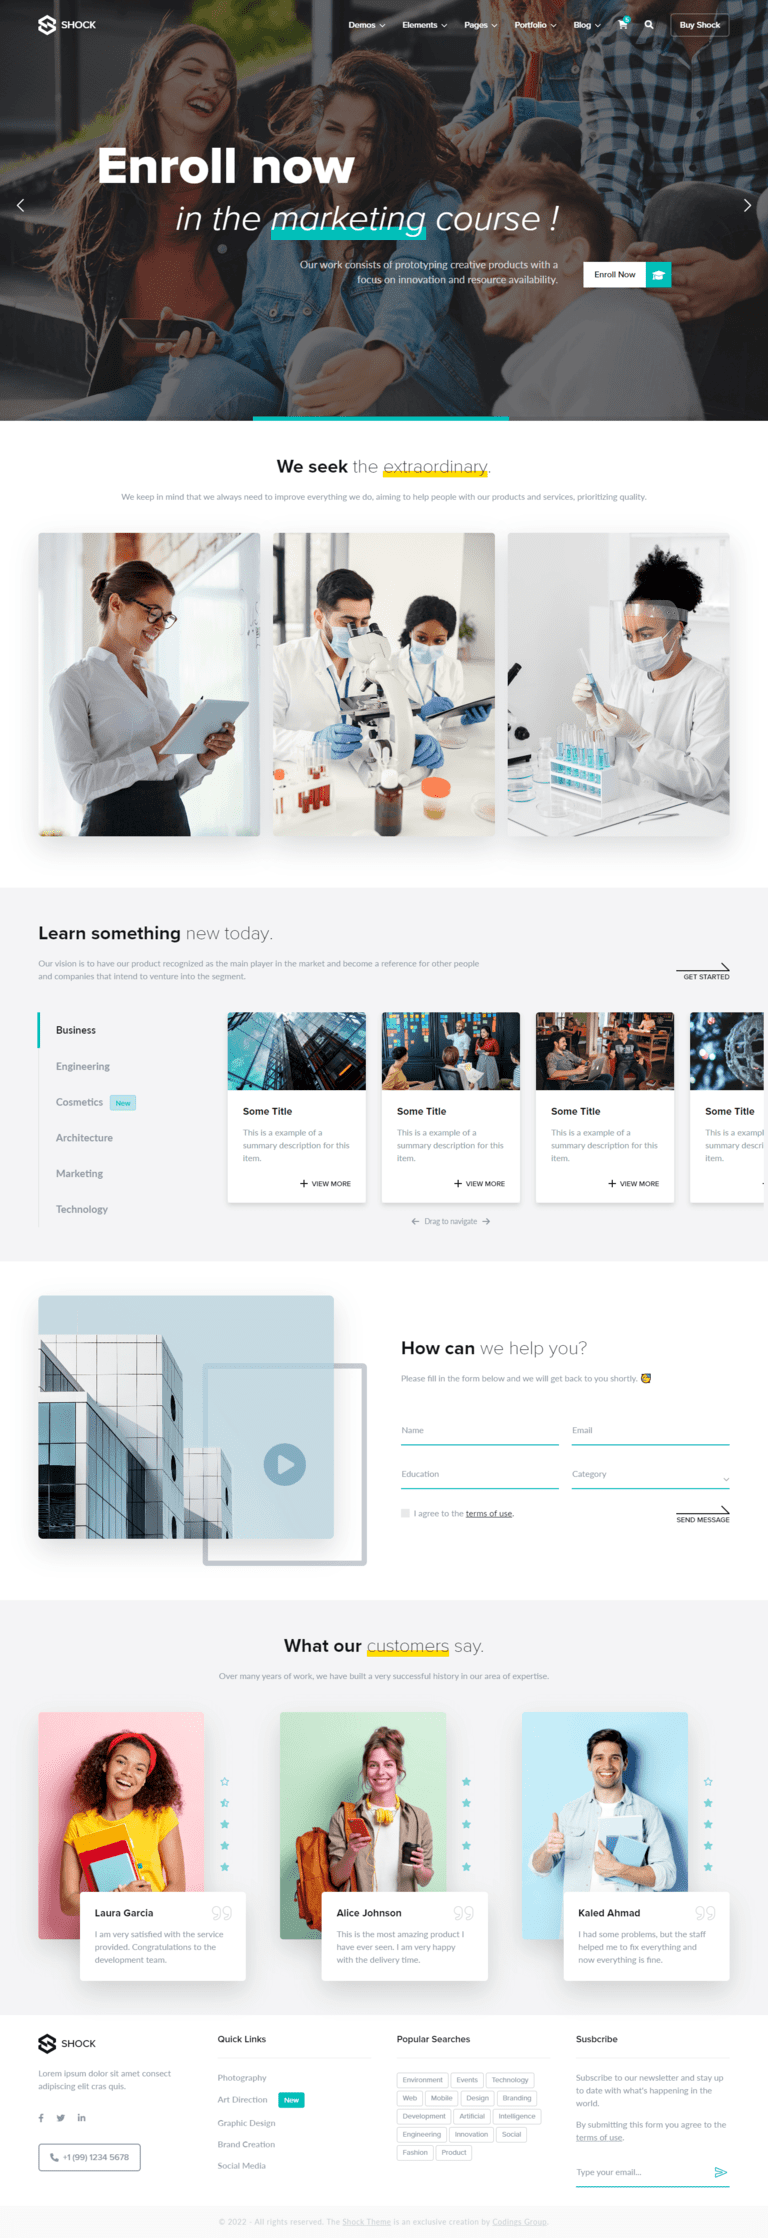 SHOCK
Demos Elements Pages Portfolio Blog 5 Buy Shock
Enroll now
in the marketing course !
Our work consists of prototyping creative products with a
focus on innovation and resource availability.
Enroll Now
We seek the extraordinary.
We keep in mind that we always need to improve everything we do, aiming to help people with our products and services, prioritizing quality.
Learn something new today.
Our vision is to have our product recognized as the main player in the market and become a reference for other people
and companies that intend to venture into the segment.
GET STARTED
Business
Engineering
Cosmetics New
Architecture
Marketing
Technology
Some Title
This is a example of a
summary description for this
item.
VIEW MORE
Some Title
This is a example of a
summary description for this
item.
VIEW MORE
Some Title
This is a example of a
summary description for this
item.
VIEW MORE
Some Title
This is a exampl
summary descri
item.
Drag to navigate
How can we help you?
Please fill in the form below and we will get back to you shortly.
Name
Email
Education
Category
I agree to the terms of use.
SEND MESSAGE
What our customers say.
Over many years of work, we have built a very successful history in our area of expertise.
Laura Garcia
I am very satisfied with the service
provided. Congratulations to the
development team.
Alice Johnson
This is the most amazing product I
have ever seen. I am very happy
with the delivery time.
Kaled Ahmad
I had some problems, but the staff
helped me to fix everything and
now everything is fine.
SHOCK
Lorem ipsum dolor sit amet consect
adipiscing elit cras quis.
+1 (99) 1234 5678
Quick Links
Photography
Art Direction New
Graphic Design
Brand Creation
Social Media
Popular Searches
Environment Events Technology
Web Mobile Design Branding
Development Artificial Intelligence
Engineering Innovation Social
Fashion Product
Susbcribe
Subscribe to our newsletter and stay up
to date with what's happening in the
world.
By submitting this form you agree to the
terms of use.
Type your email...
© 2022 - All rights reserved. The Shock Theme is an exclusive creation by Codings Group.